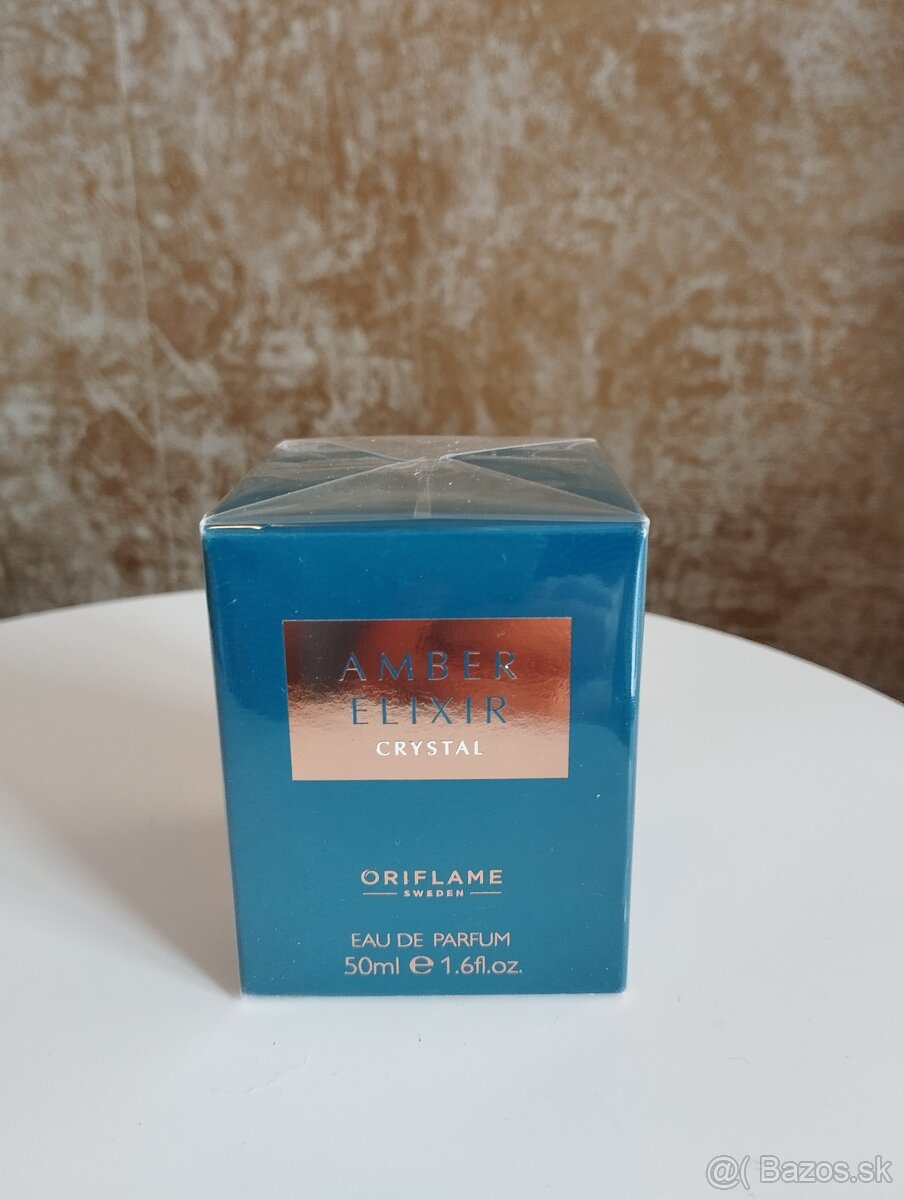 AMBER
ELIXIR
CRYSTAL
ORIFLAME
SWEDEN
EAU DE PARFUM
50ml ℮ 1.6fl.oz.
@( Bazos.sk